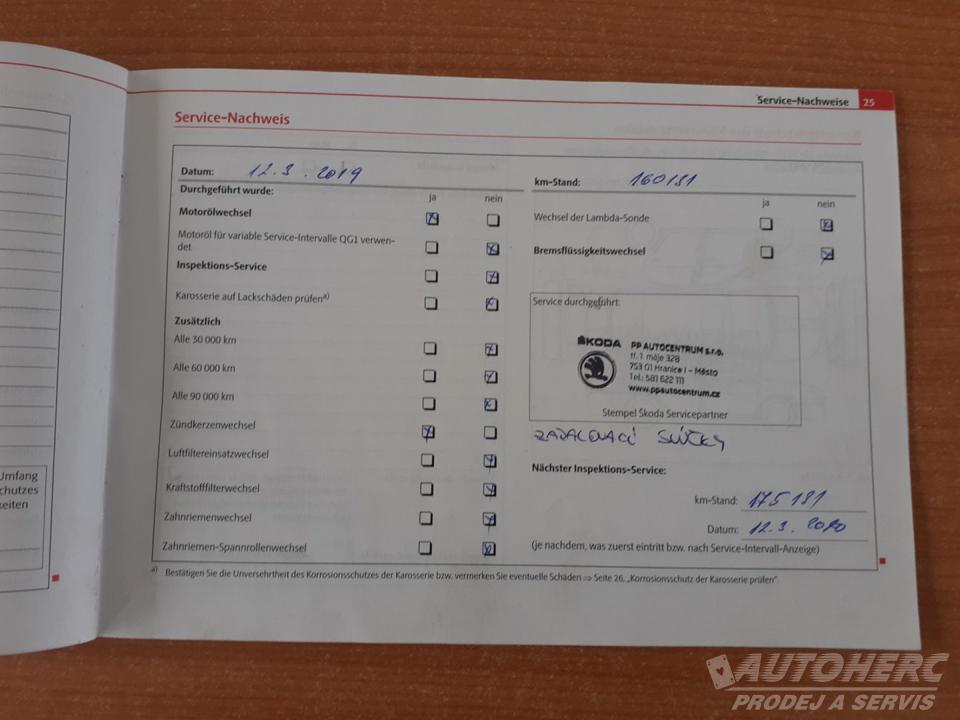 Service-Nachweise 25
Service-Nachweis
Datum: 12.3.2019
km-Stand: 160191
Durchgeführt wurde:
ja nein
ja nein
Motorölwechsel
Motoröl für variable Service-Intervalle QG1 verwen-
det
Inspektions-Service
Karosserie auf Lackschäden prüfen a)
Zusätzlich
Alle 30 000 km
Alle 60 000 km
Alle 90 000 km
Zündkerzenwechsel
Luftfiltereinsatzwechsel
Kraftstofffilterwechsel
Zahnriemenwechsel
Zahnriemen-Spannrollenwechsel
Wechsel der Lambda-Sonde
Bremsflüssigkeitswechsel
Service durchgeführt:
ŠKODA PP AUTOCENTRUM s.r.o.
tř. 1. máje 328
753 01 Hranice I - Město
Tel.: 581 622 111
www.ppautocentrum.cz
Stempel Škoda Servicepartner
ZAPALOVACÍ SVÍČKY
Nächster Inspektions-Service:
km-Stand: 175191
Datum: 12.3.2020
(je nachdem, was zuerst eintritt bzw. nach Service-Intervall-Anzeige)
a) Bestätigen Sie die Unversehrtheit des Korrosionsschutzes der Karosserie bzw. vermerken Sie eventuelle Schäden ⇒ Seite 26, „Korrosionsschutz der Karosserie prüfen“.
Umfang
chutzes
keiten
AUTOHERC
PRODEJ A SERVIS